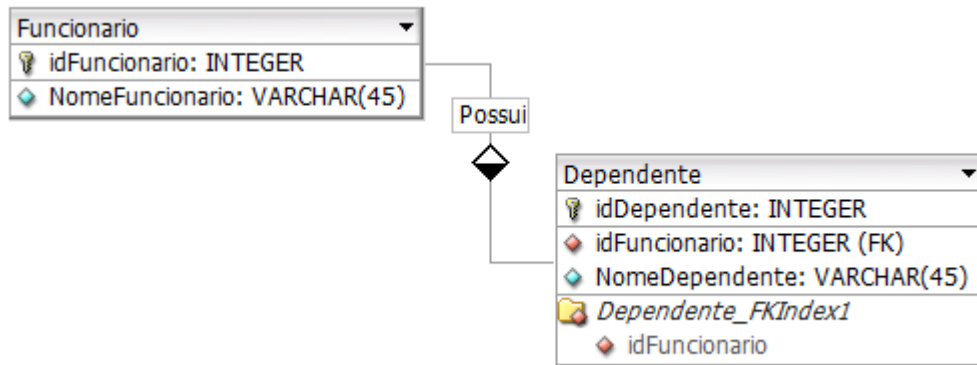 Funcionario
idFuncionario: INTEGER
NomeFuncionario: VARCHAR(45)
Possui
Dependente
idDependente: INTEGER
idFuncionario: INTEGER (FK)
NomeDependente: VARCHAR(45)
Dependente_FKIndex1
idFuncionario